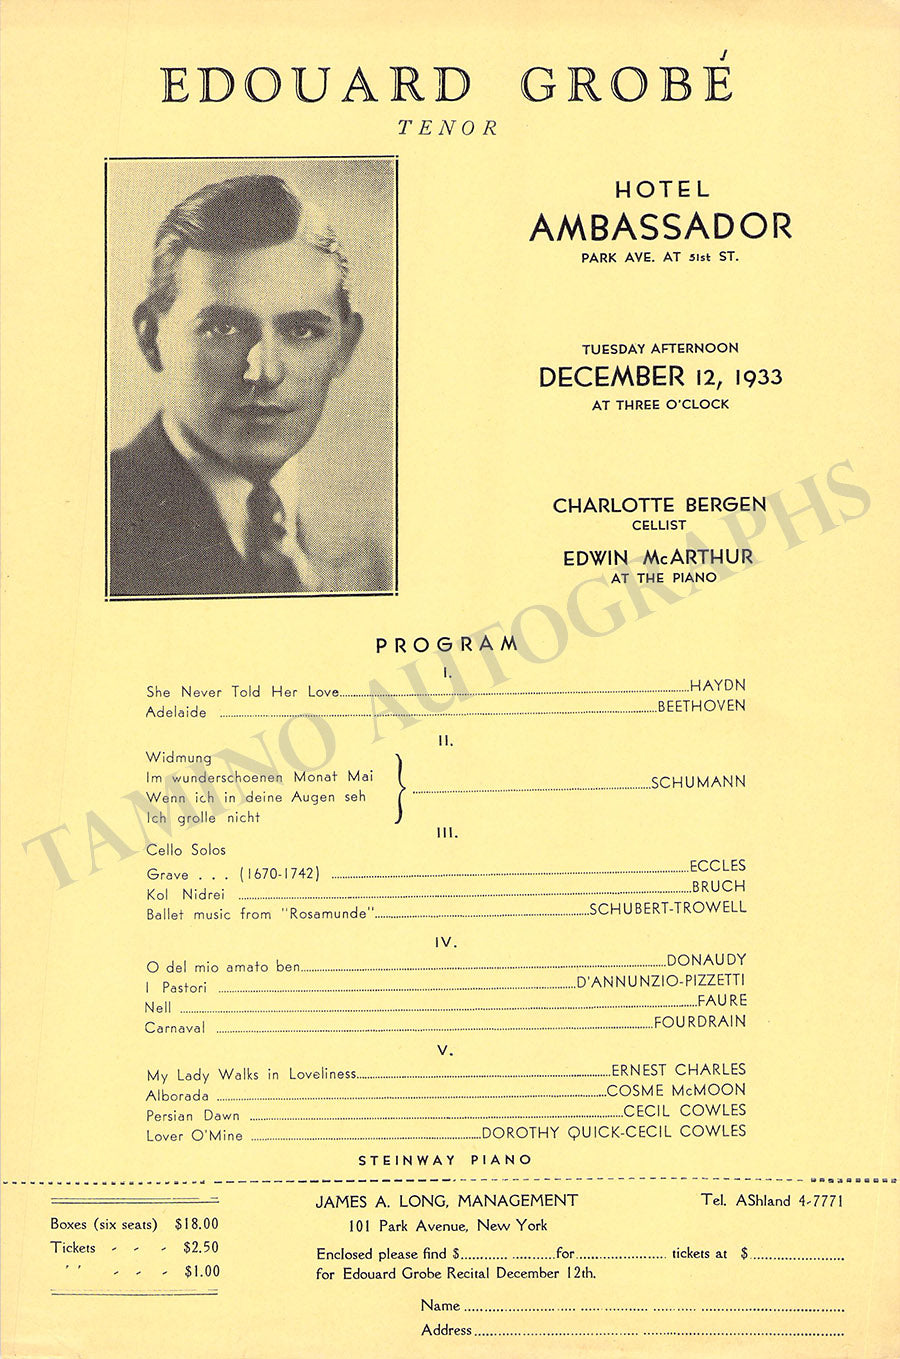 EDOUARD GROBÉ
TENOR
HOTEL
AMBASSADOR
PARK AVE. AT 51st ST.
TUESDAY AFTERNOON
DECEMBER 12, 1933
AT THREE O'CLOCK
CHARLOTTE BERGEN
CELLIST
EDWIN McARTHUR
AT THE PIANO
TAMINO AUTOGRAPHS
PROGRAM
I.
She Never Told Her Love HAYDN
Adelaide BEETHOVEN
II.
Widmung
Im wunderschoenen Monat Mai
Wenn ich in deine Augen seh
Ich grolle nicht
SCHUMANN
III.
Cello Solos
Grave . . . (1670-1742) ECCLES
Kol Nidrei BRUCH
Ballet music from "Rosamunde" SCHUBERT-TROWELL
IV.
O del mio amato ben DONAUDY
I Pastori D'ANNUNZIO-PIZZETTI
Nell FAURE
Carnaval FOURDRAIN
V.
My Lady Walks in Loveliness ERNEST CHARLES
Alborada COSME McMOON
Persian Dawn CECIL COWLES
Lover O'Mine DOROTHY QUICK-CECIL COWLES
STEINWAY PIANO
Boxes (six seats) $18.00
Tickets - - - $2.50
' ' - - - $1.00
JAMES A. LONG, MANAGEMENT Tel. AShland 4-7771
101 Park Avenue, New York
Enclosed please find $..................for.................... tickets at $....................
for Edouard Grobe Recital December 12th.
Name ....................
Address ....................